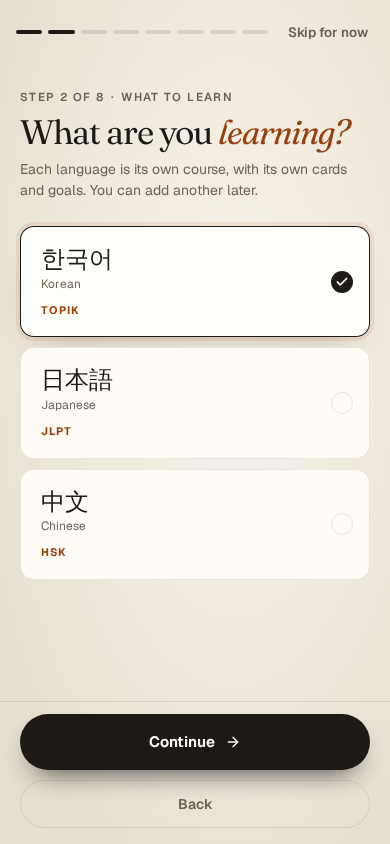 Skip for now
STEP 2 OF 8 · WHAT TO LEARN
What are you learning?
Each language is its own course, with its own cards
and goals. You can add another later.
한국어
Korean
TOPIK
日本語
Japanese
JLPT
中文
Chinese
HSK
Continue →
Back